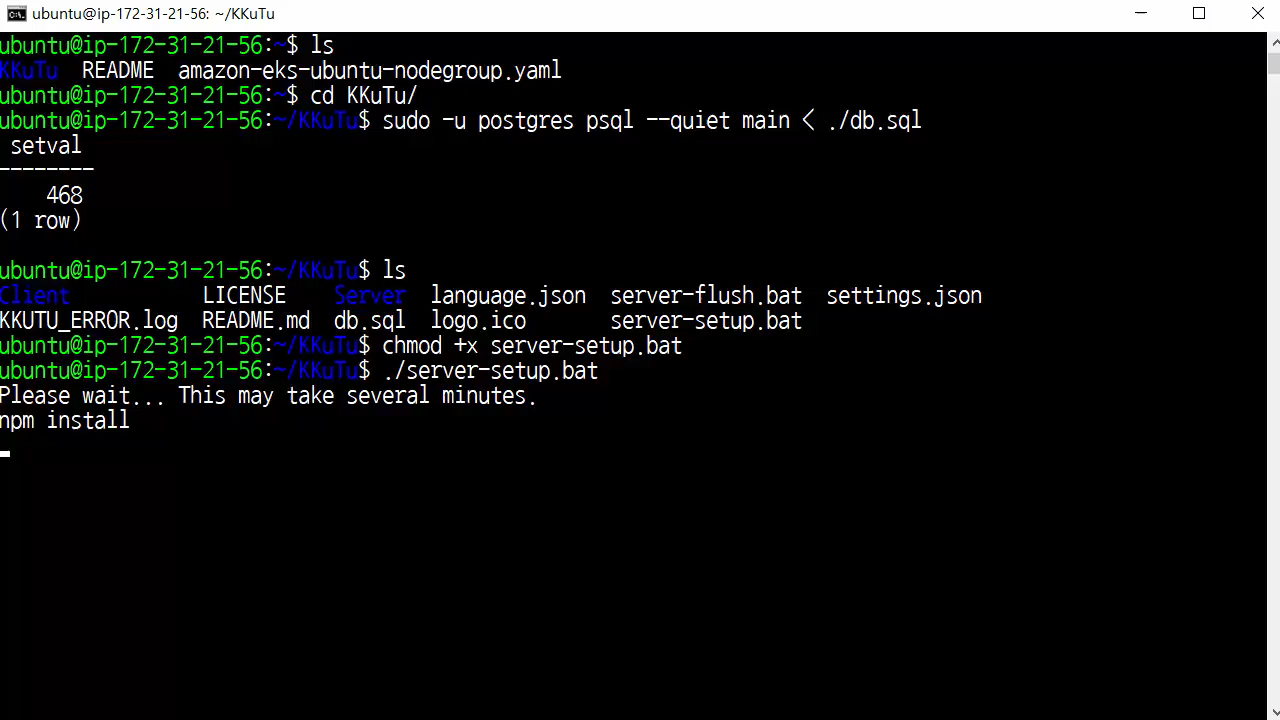 ubuntu@ip-172-31-21-56: ~/KKuTu
ubuntu@ip-172-31-21-56:~$ ls
KKuTu  README  amazon-eks-ubuntu-nodegroup.yaml
ubuntu@ip-172-31-21-56:~$ cd KKuTu/
ubuntu@ip-172-31-21-56:~/KKuTu$ sudo -u postgres psql --quiet main < ./db.sql
 setval
--------
    468
(1 row)

ubuntu@ip-172-31-21-56:~/KKuTu$ ls
Client            LICENSE    Server  language.json  server-flush.bat  settings.json
KKUTU_ERROR.log  README.md  db.sql  logo.ico       server-setup.bat
ubuntu@ip-172-31-21-56:~/KKuTu$ chmod +x server-setup.bat
ubuntu@ip-172-31-21-56:~/KKuTu$ ./server-setup.bat
Please wait... This may take several minutes.
npm install